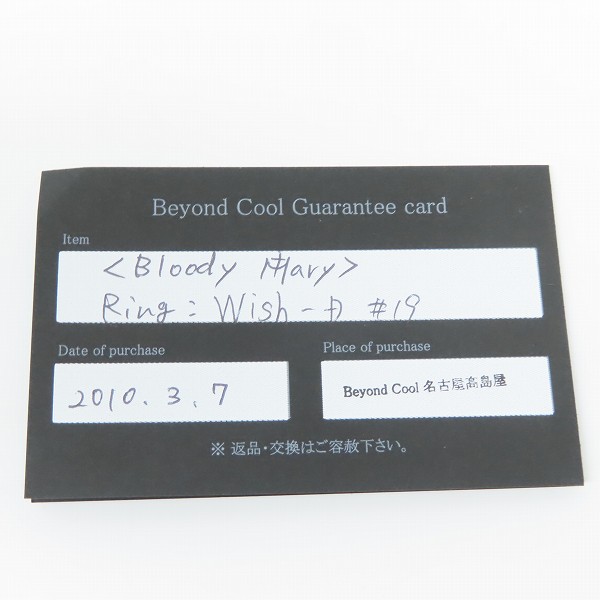 Beyond Cool Guarantee card
Item
<Bloody Mary>
Ring : Wish - #19
Date of purchase
Place of purchase
2010.3.7
Beyond Cool 名古屋高島屋
※ 返品・交換はご容赦下さい。